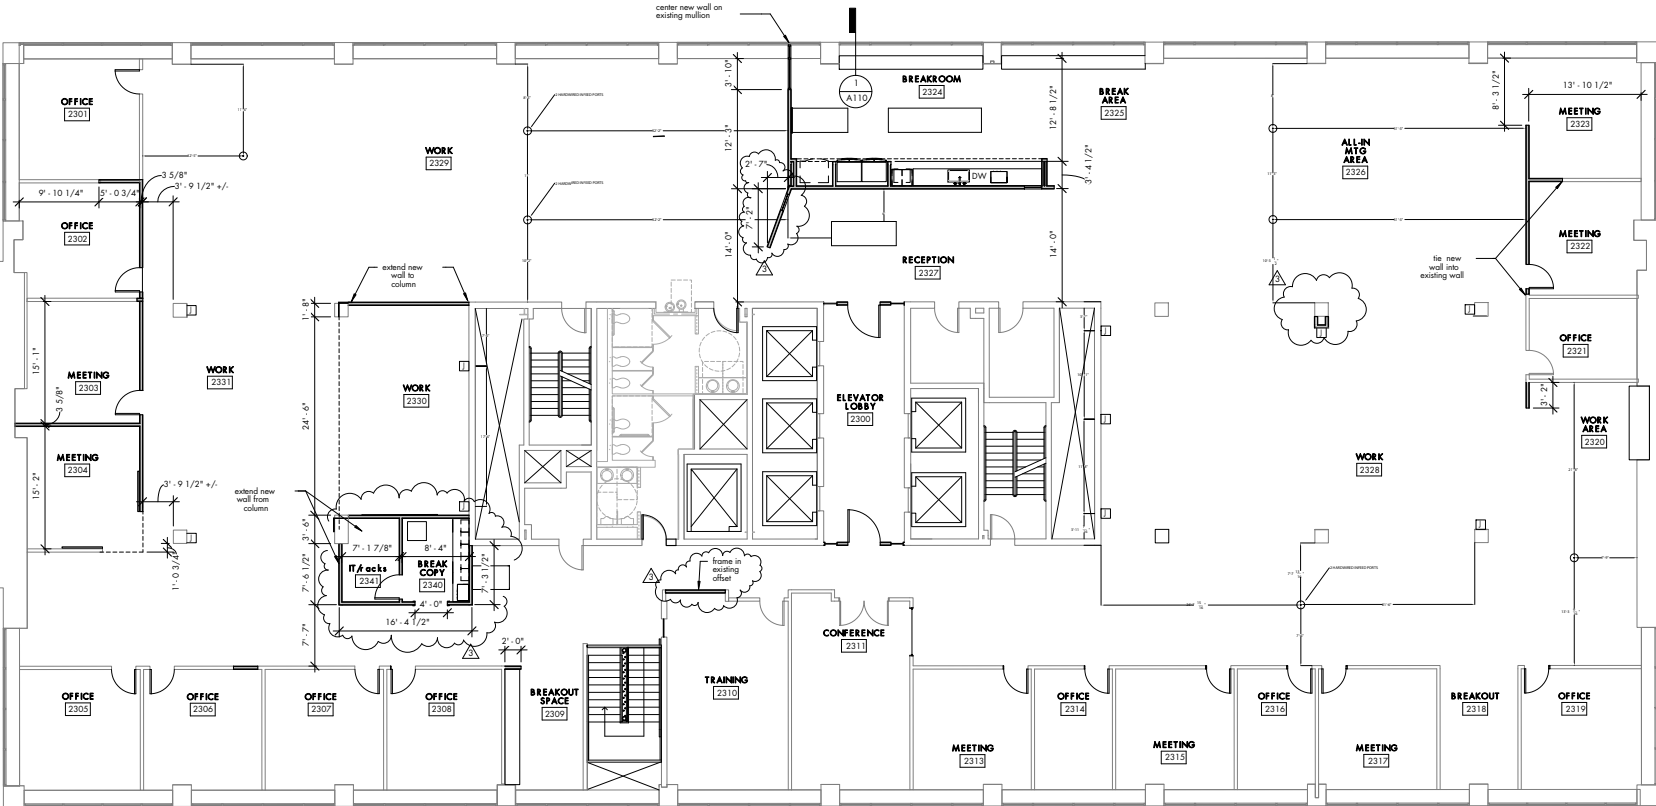 center new wall on
existing mullion
1
A110
3' - 10"
12' - 3"
14' - 0"
12' - 8 1/2"
3' - 4 1/2"
14' - 0"
8' - 3 1/2"
13' - 10 1/2"
OFFICE
2301
WORK
2329
BREAKROOM
2324
BREAK
AREA
2325
ALL-IN
MTG
AREA
2326
MEETING
2323
2' - 7"
7' - 2"
DW
3 5/8"
3' - 9 1/2" +/-
9' - 10 1/4"
5' - 0 3/4"
OFFICE
2302
RECEPTION
2327
3
3
MEETING
2322
tie new
wall into
existing wall
extend new
wall to
column
1' - 8"
24' - 6"
15' - 1"
3 5/8"
MEETING
2303
WORK
2331
WORK
2330
ELEVATOR
LOBBY
2300
OFFICE
2321
3' - 2"
WORK
AREA
2320
MEETING
2304
15' - 2"
3' - 9 1/2" +/-
1' - 0 3/4"
WORK
2328
extend new
wall from
column
3' - 6"
7' - 6 1/2"
7' - 7"
7' - 1 7/8"
8' - 4"
IT/racks
2341
BREAK
COPY
2340
7' - 3 1/2"
4' - 0"
16' - 4 1/2"
3
2' - 0"
3
frame in
existing
offset
CONFERENCE
2311
OFFICE
2305
OFFICE
2306
OFFICE
2307
OFFICE
2308
BREAKOUT
SPACE
2309
TRAINING
2310
MEETING
2313
OFFICE
2314
MEETING
2315
OFFICE
2316
MEETING
2317
BREAKOUT
2318
OFFICE
2319